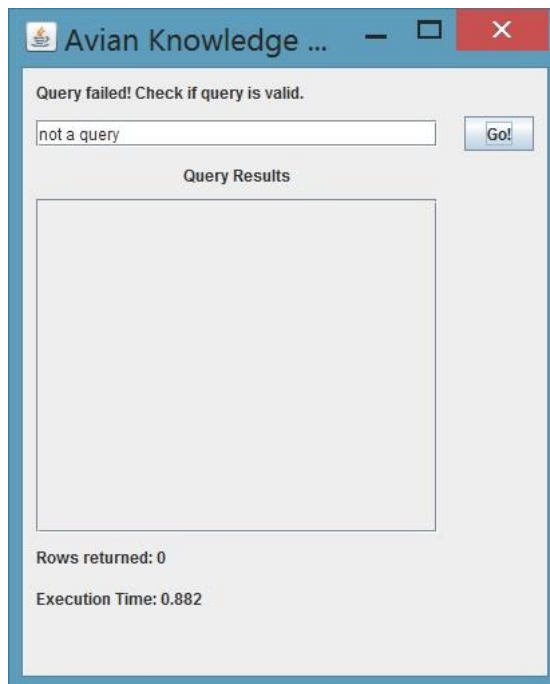 Avian Knowledge ...
Query failed! Check if query is valid.
not a query
Go!
Query Results
Rows returned: 0
Execution Time: 0.882